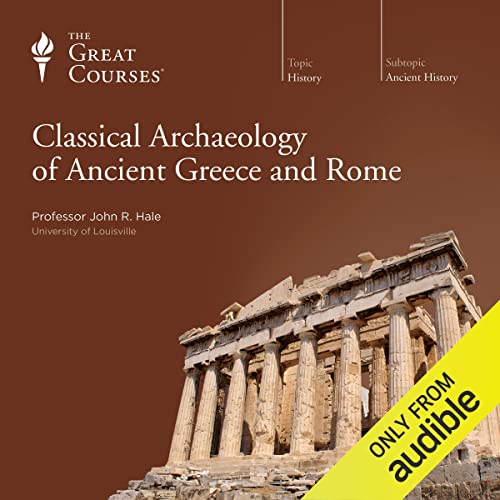 THE
GREAT
COURSES®
Topic
History
Subtopic
Ancient History
Classical Archaeology
of Ancient Greece and Rome
Professor John R. Hale
University of Louisville
ONLY FROM
audible